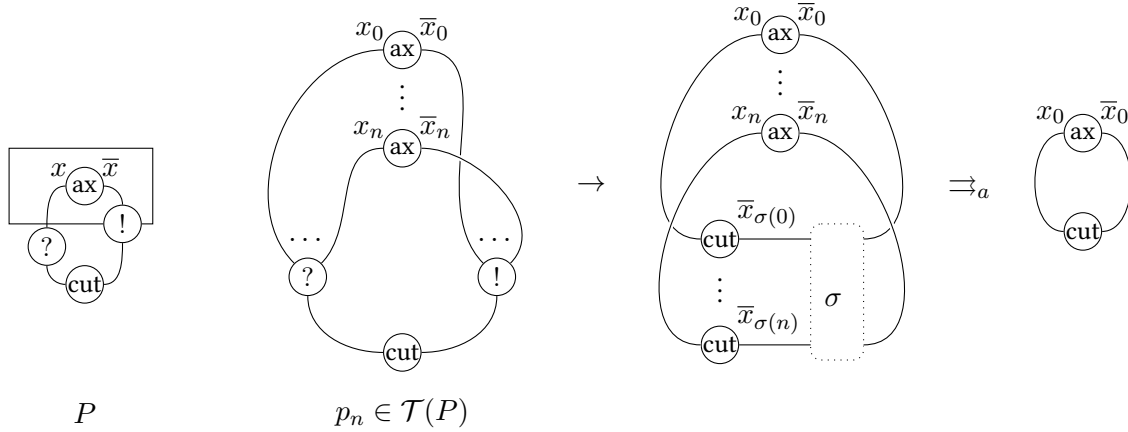 x ax x̅ ? ! cut
P
x₀ ax x̅₀
⋮
xₙ ax x̅ₙ
⋯ ⋯
? !
cut
pₙ ∈ 𝒯(P)
→
x₀ ax x̅₀
⋮
xₙ ax x̅ₙ
cut x̅σ(0)
⋮ σ
cut x̅σ(n)
⇉ₐ
x₀ ax x̅₀
cut